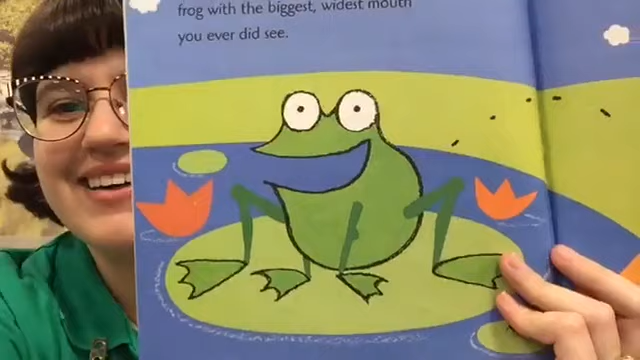 frog with the biggest, widest mouth
you ever did see.